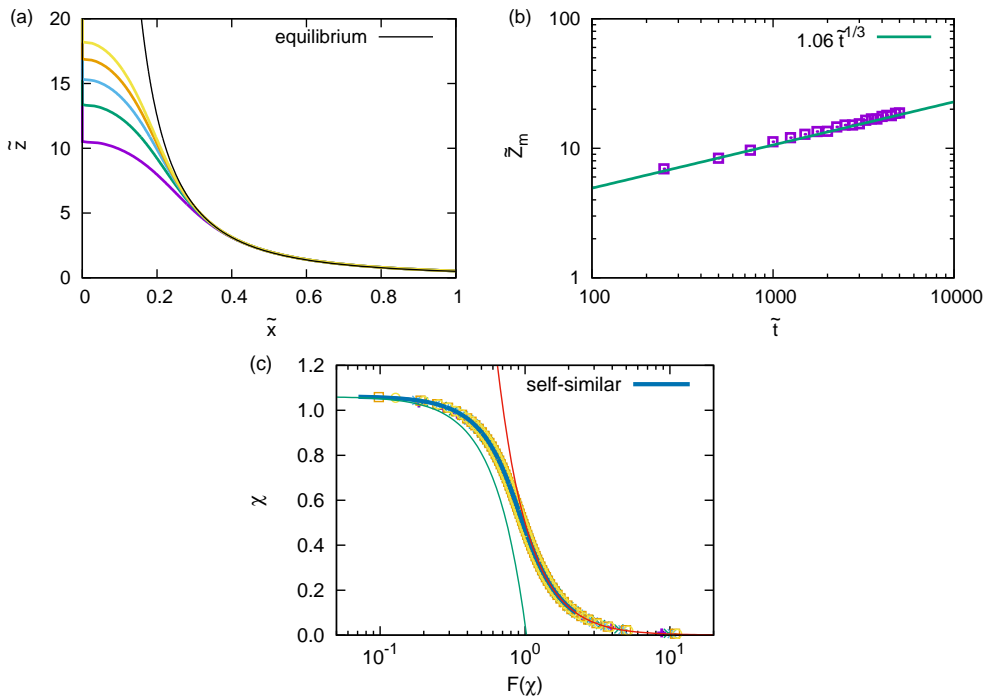 (a)
equilibrium
20
15
10
5
0
z̃
0 0.2 0.4 0.6 0.8 1
x̃
(b)
1.06 t̃^{1/3}
100
10
1
Z̃_m
100 1000 10000
t̃
(c)
self-similar
1.2
1.0
0.8
0.6
0.4
0.2
0.0
χ
10^{-1} 10^{0} 10^{1}
F(χ)